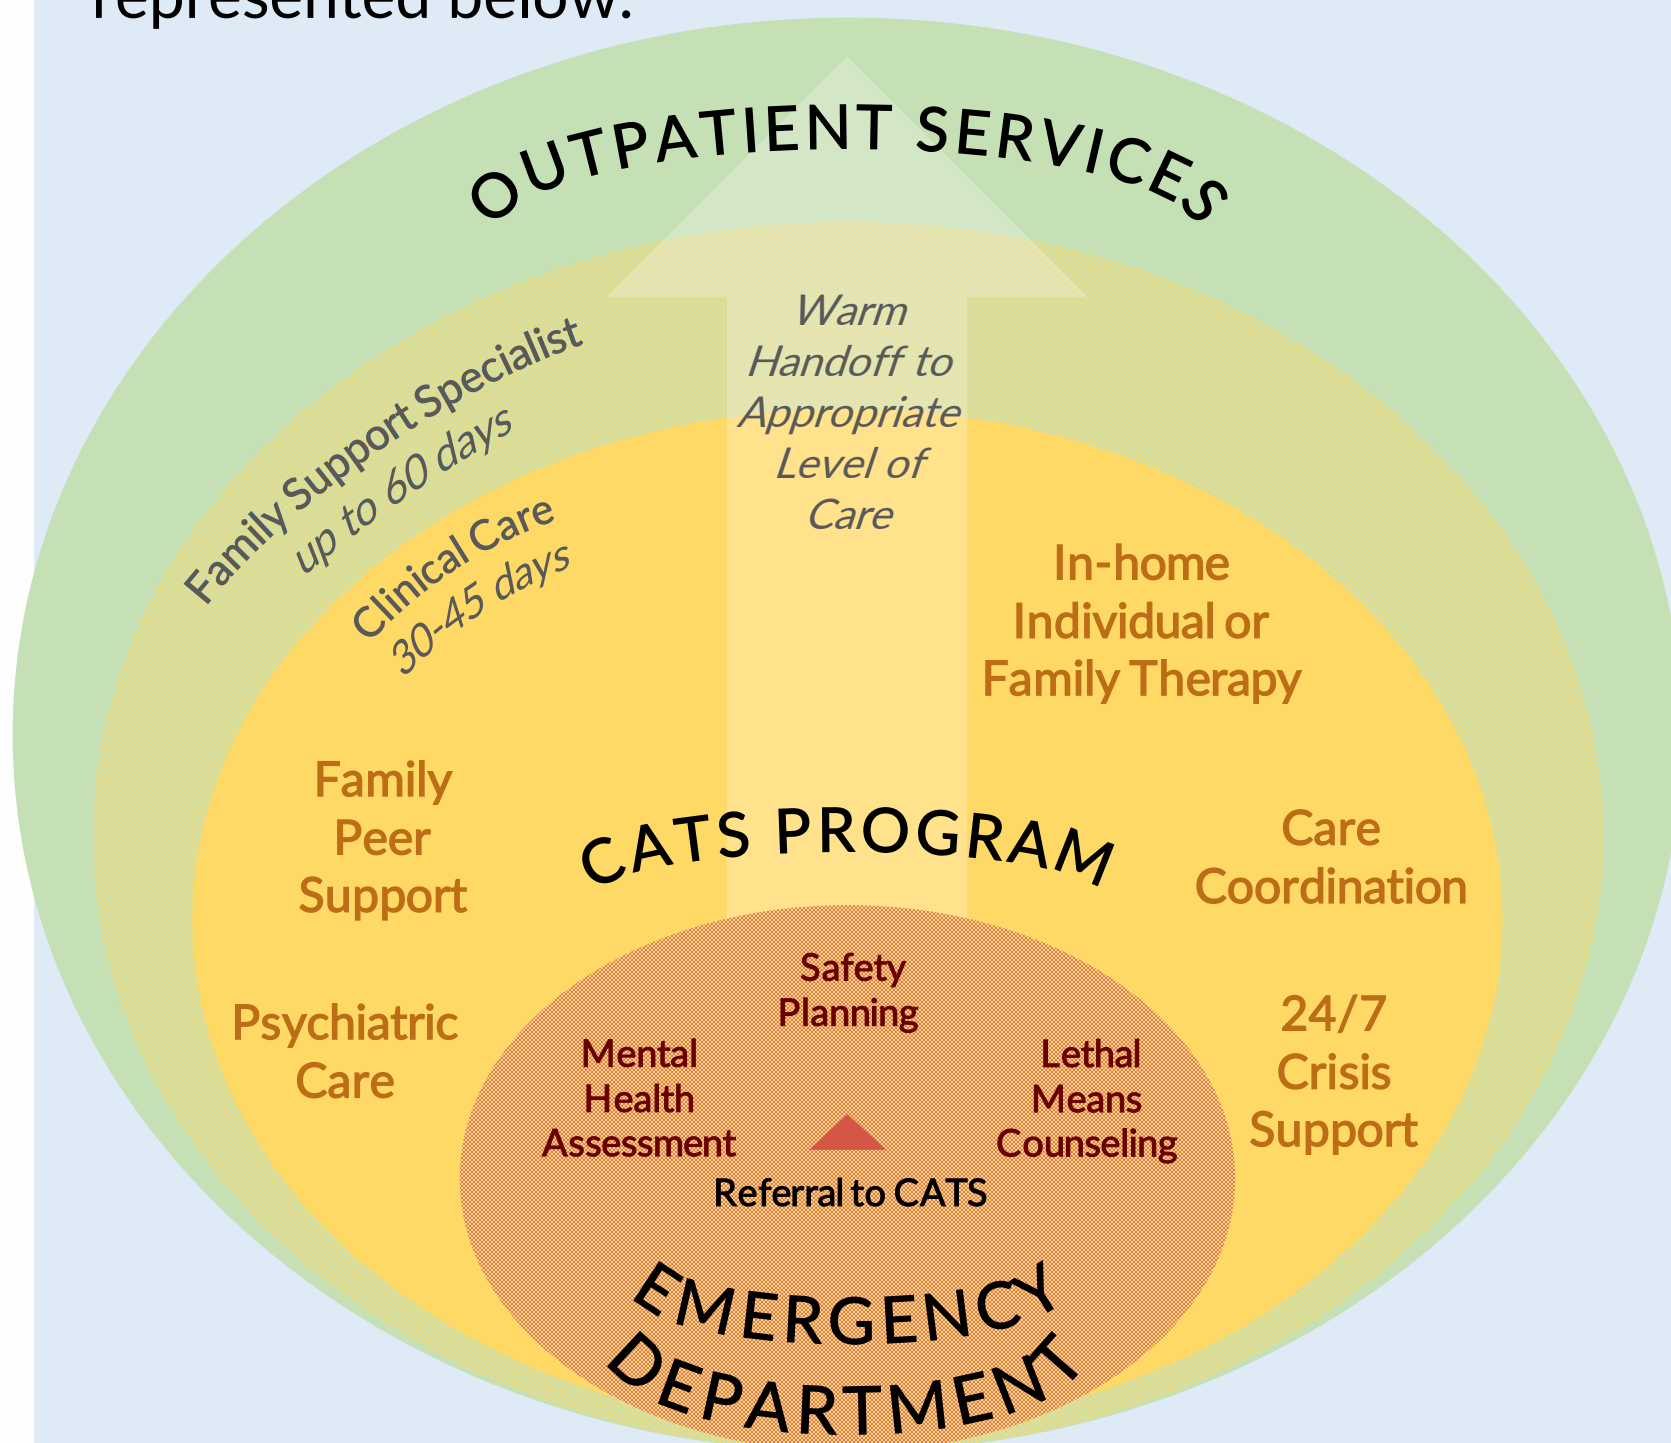 represented below:
OUTPATIENT SERVICES
Warm
Handoff to
Appropriate
Level of
Care
Family Support Specialist
up to 60 days
Clinical Care
30-45 days
In-home
Individual or
Family Therapy
Family
Peer
Support
CATS PROGRAM
Care
Coordination
Psychiatric
Care
24/7
Crisis
Support
Safety
Planning
Mental
Health
Assessment
Lethal
Means
Counseling
Referral to CATS
EMERGENCY
DEPARTMENT